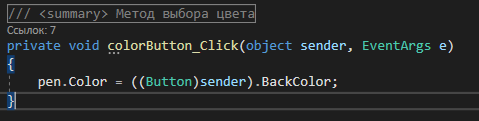 /// <summary> Метод выбора цвета
Ссылок: 7
private void colorButton_Click(object sender, EventArgs e)
{
    pen.Color = ((Button)sender).BackColor;
}